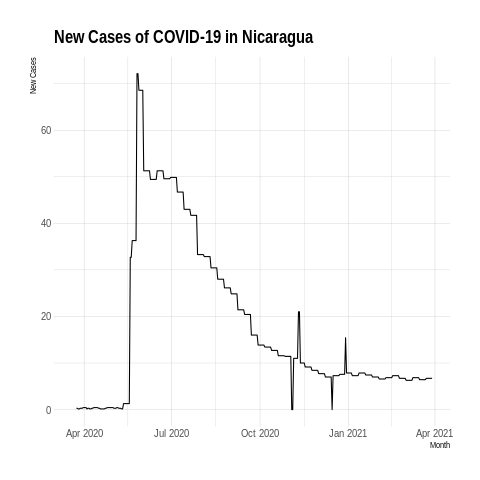 New Cases of COVID-19 in Nicaragua
New Cases
60
40
20
0
Apr 2020 Jul 2020 Oct 2020 Jan 2021 Apr 2021
Month